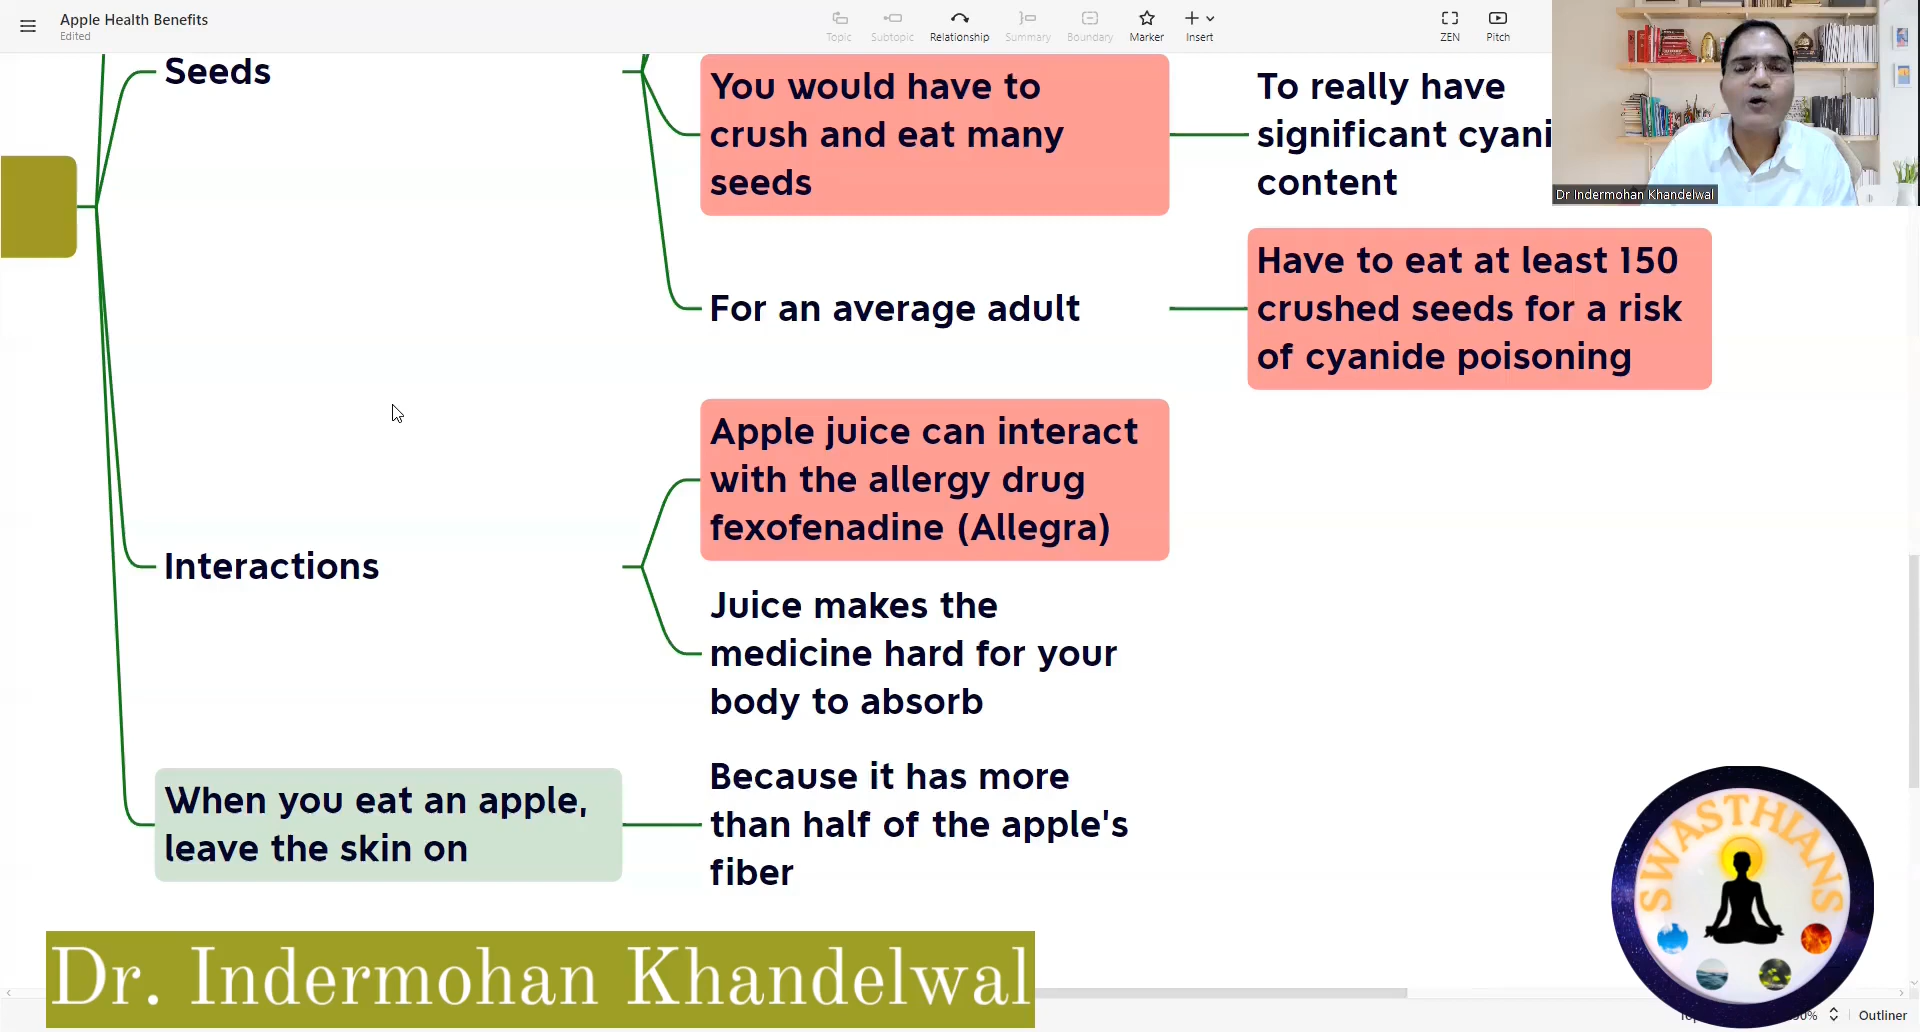 Apple Health Benefits
Edited
Topic
Subtopic
Relationship
Summary
Boundary
Marker
Insert
ZEN
Pitch
Seeds
You would have to
crush and eat many
seeds
To really have
significant cyani
content
Dr Indermohan Khandelwal
For an average adult
Have to eat at least 150
crushed seeds for a risk
of cyanide poisoning
Interactions
Apple juice can interact
with the allergy drug
fexofenadine (Allegra)
Juice makes the
medicine hard for your
body to absorb
When you eat an apple,
leave the skin on
Because it has more
than half of the apple's
fiber
SWASTHIANS
Dr. Indermohan Khandelwal
Outliner